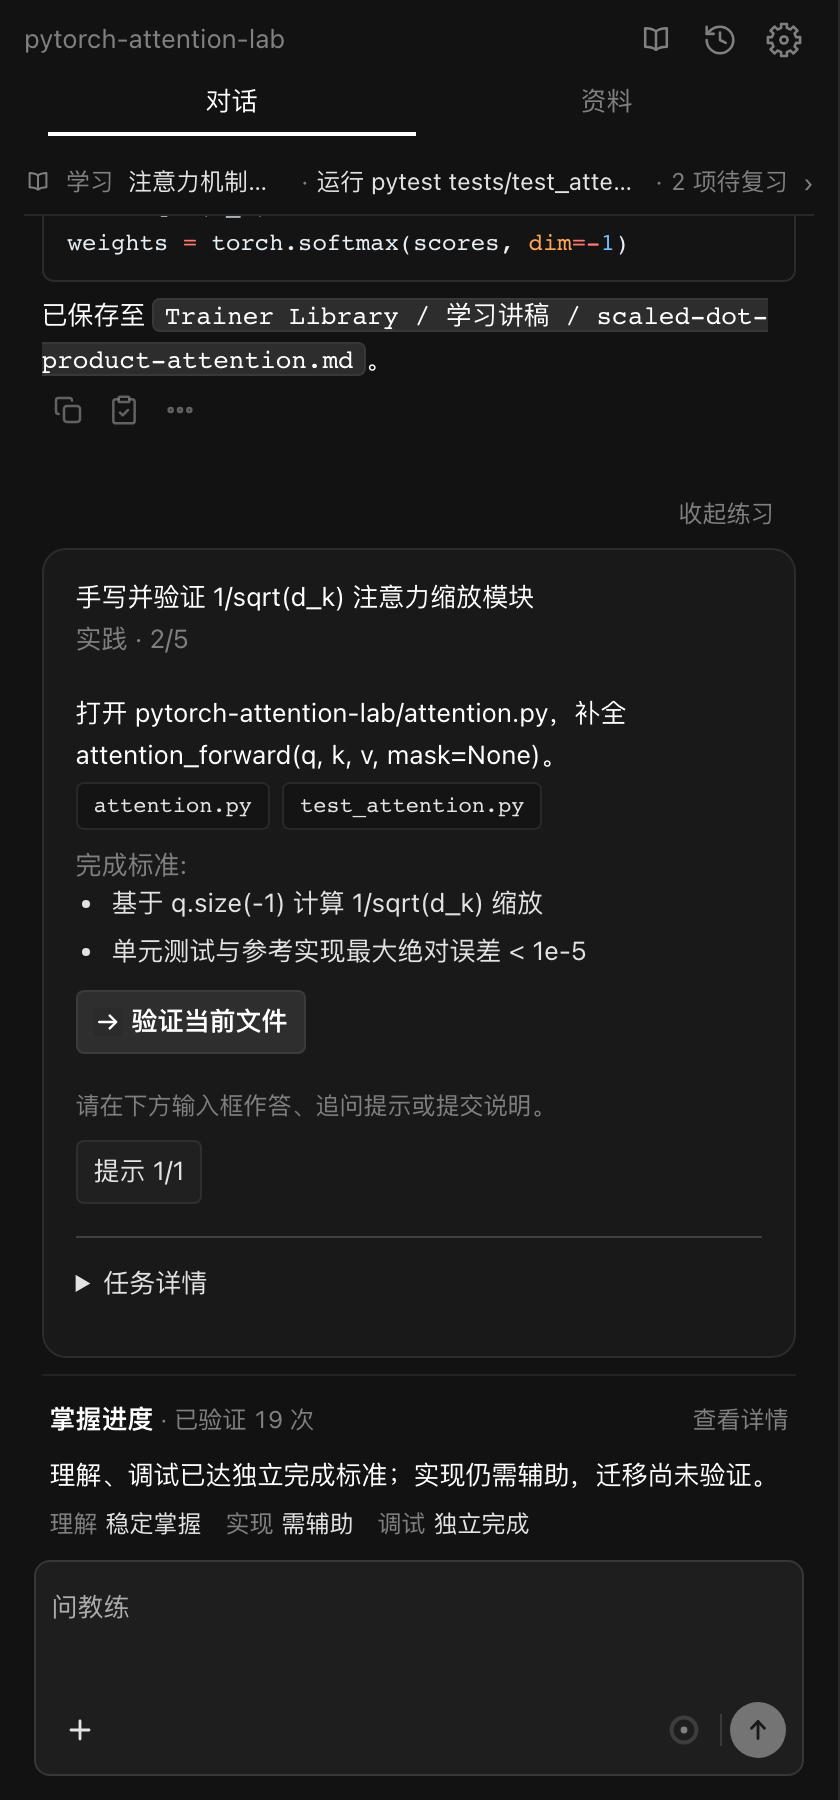 pytorch-attention-lab
对话
资料
学习 注意力机制... · 运行 pytest tests/test_atte... · 2 项待复习 ›
weights = torch.softmax(scores, dim=-1)
已保存至 Trainer Library / 学习讲稿 / scaled-dot-
product-attention.md 。
收起练习
手写并验证 1/sqrt(d_k) 注意力缩放模块
实践 · 2/5
打开 pytorch-attention-lab/attention.py，补全
attention_forward(q, k, v, mask=None)。
attention.py test_attention.py
完成标准:
• 基于 q.size(-1) 计算 1/sqrt(d_k) 缩放
• 单元测试与参考实现最大绝对误差 < 1e-5
→ 验证当前文件
请在下方输入框作答、追问提示或提交说明。
提示 1/1
▶ 任务详情
掌握进度 · 已验证 19 次 查看详情
理解、调试已达独立完成标准；实现仍需辅助，迁移尚未验证。
理解 稳定掌握 实现 需辅助 调试 独立完成
问教练